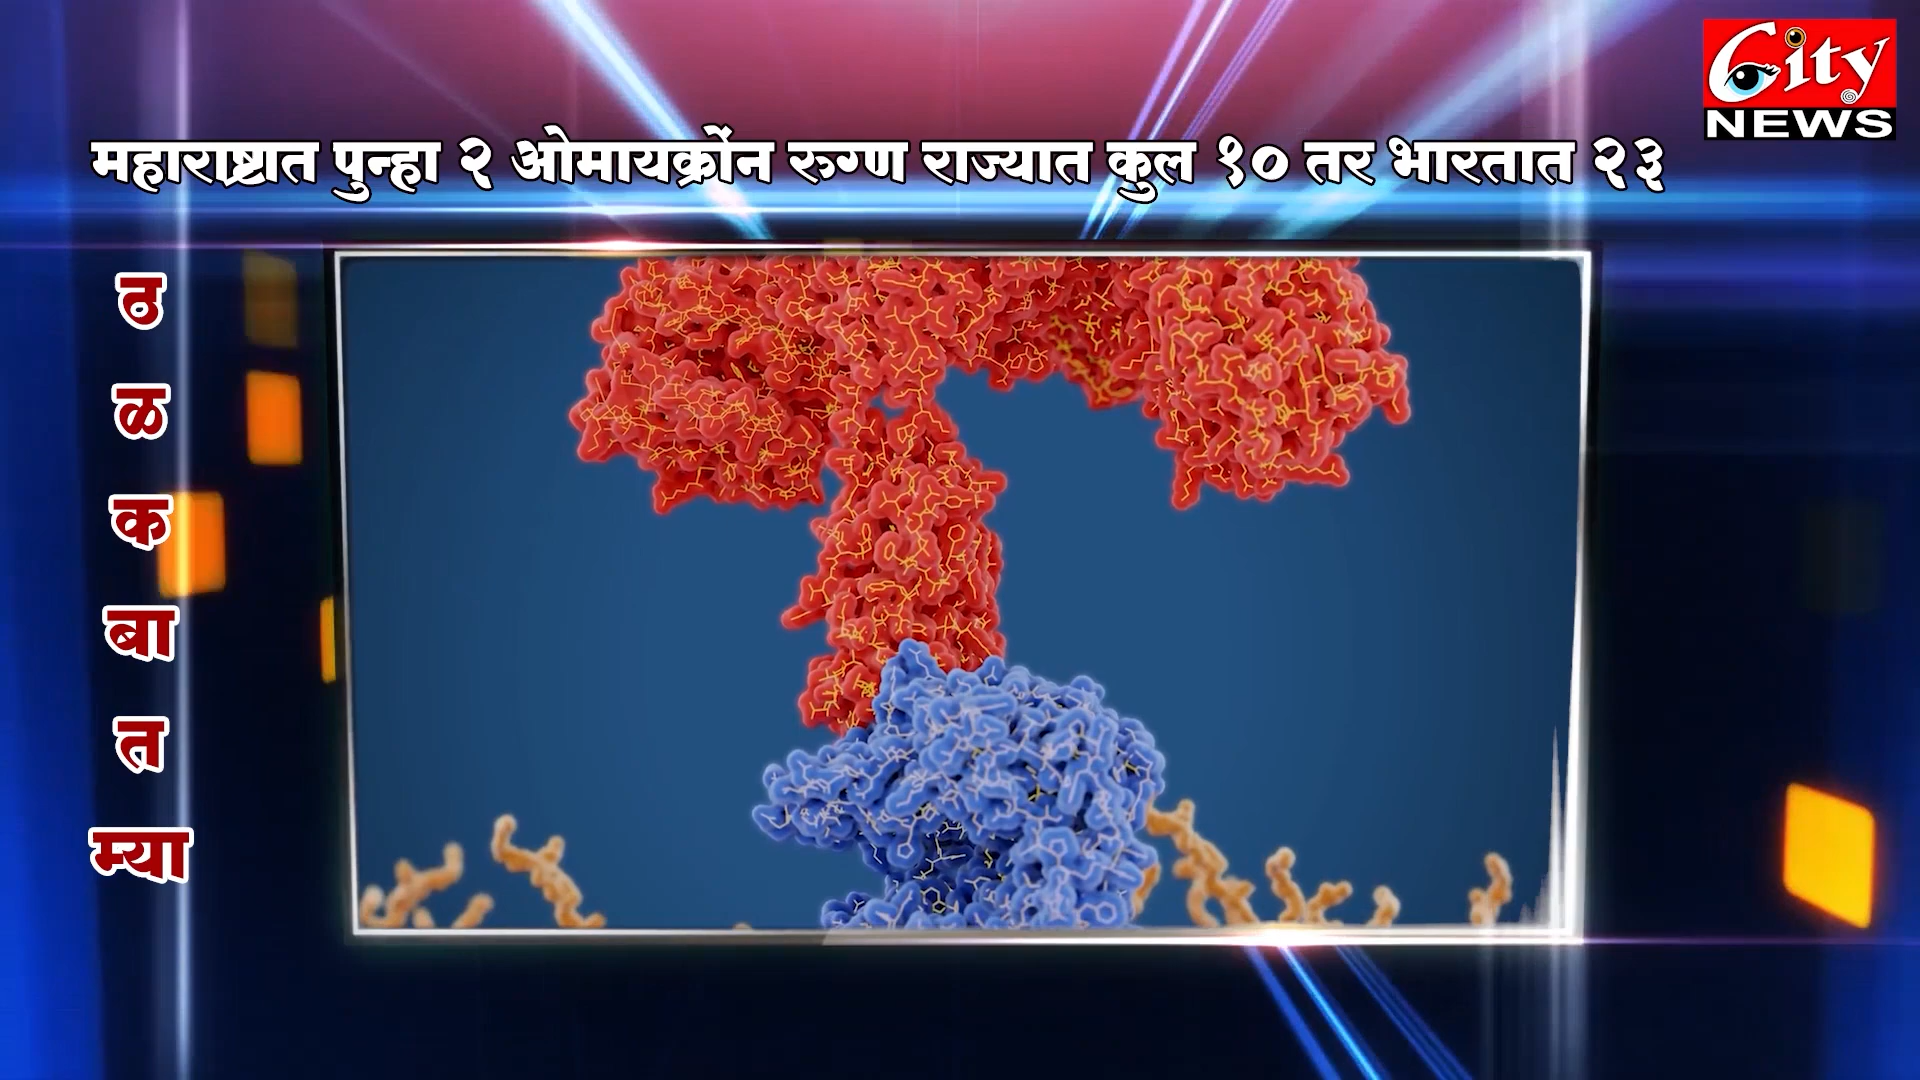 City
NEWS
महाराष्ट्रात पुन्हा २ ओमायक्रोंन रुग्ण राज्यात कुल १० तर भारतात २३
ठ
ळ
क
बा
त
म्या